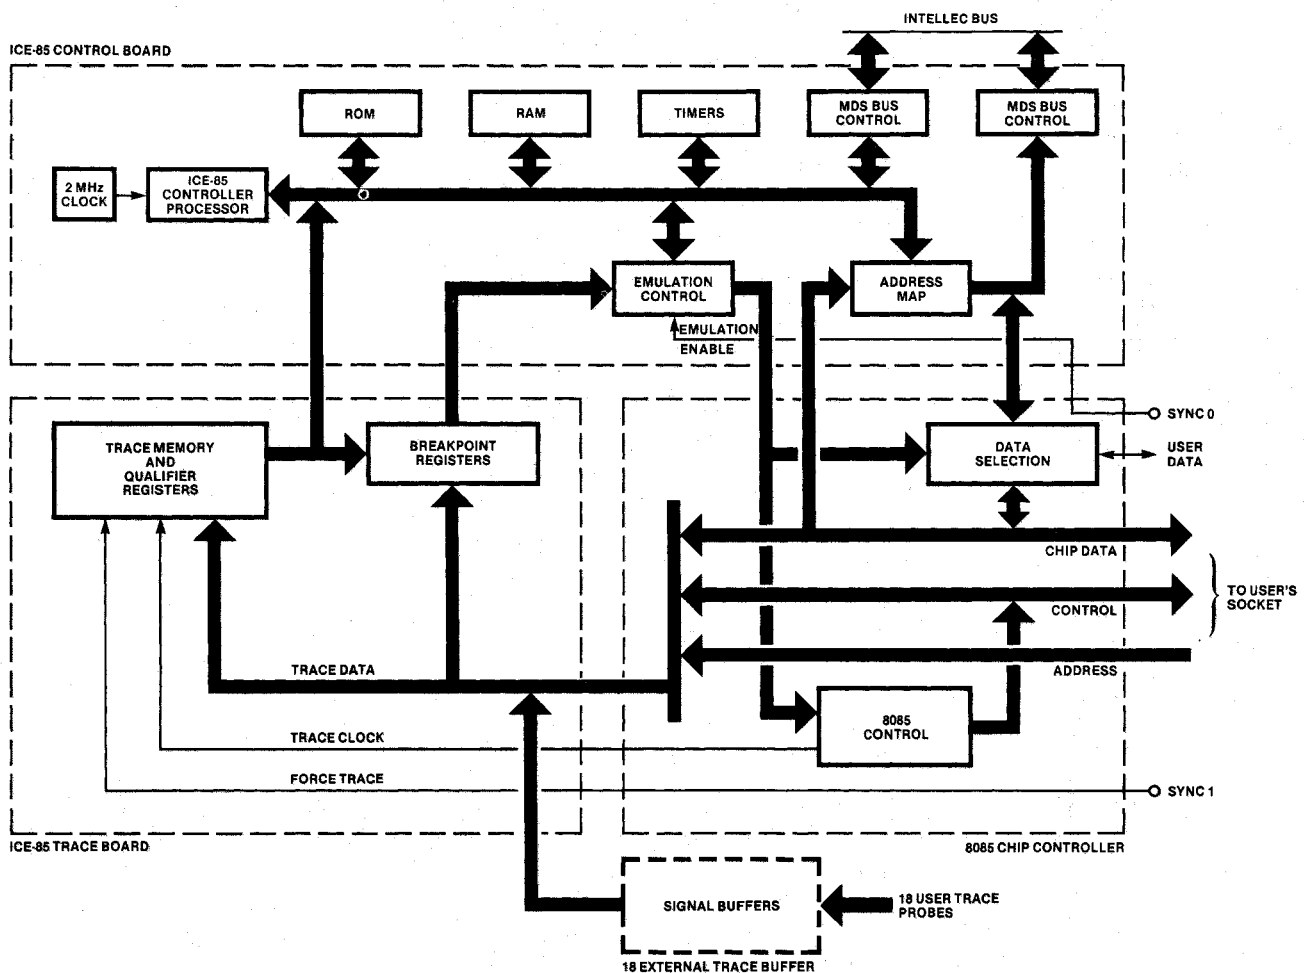 INTELLEC BUS
ICE-85 CONTROL BOARD
ROM
RAM
TIMERS
MDS BUS
CONTROL
MDS BUS
CONTROL
2 MHz
CLOCK
ICE-85
CONTROLLER
PROCESSOR
EMULATION
CONTROL
ADDRESS
MAP
EMULATION
ENABLE
SYNC 0
TRACE MEMORY
AND
QUALIFIER
REGISTERS
BREAKPOINT
REGISTERS
DATA
SELECTION
USER
DATA
CHIP DATA
CONTROL
TO USER'S
SOCKET
ADDRESS
TRACE DATA
8085
CONTROL
TRACE CLOCK
FORCE TRACE
SYNC 1
ICE-85 TRACE BOARD
8085 CHIP CONTROLLER
SIGNAL BUFFERS
18 USER TRACE
PROBES
18 EXTERNAL TRACE BUFFER